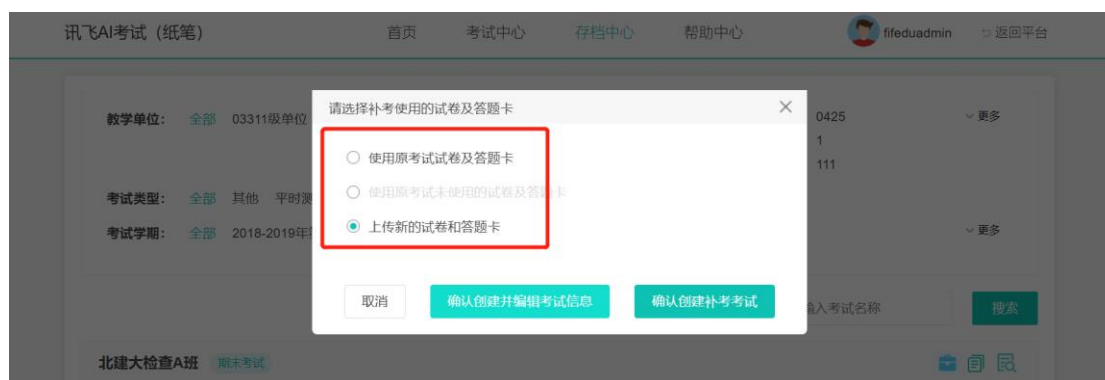 讯飞AI考试（纸笔） 首页 考试中心 存档中心 帮助中心 fifeduadmin 返回平台
请选择补考使用的试卷及答题卡
教学单位： 全部 03311级单位 0425 更多
1
使用原考试试卷及答题卡
111
使用原考试未使用的试卷及答题卡
考试类型： 全部 其他 平时测
上传新的试卷和答题卡
考试学期： 全部 2018-2019年 更多
取消 确认创建并编辑考试信息 确认创建补考考试
入考试名称 搜索
北建大检查A班 期末考试